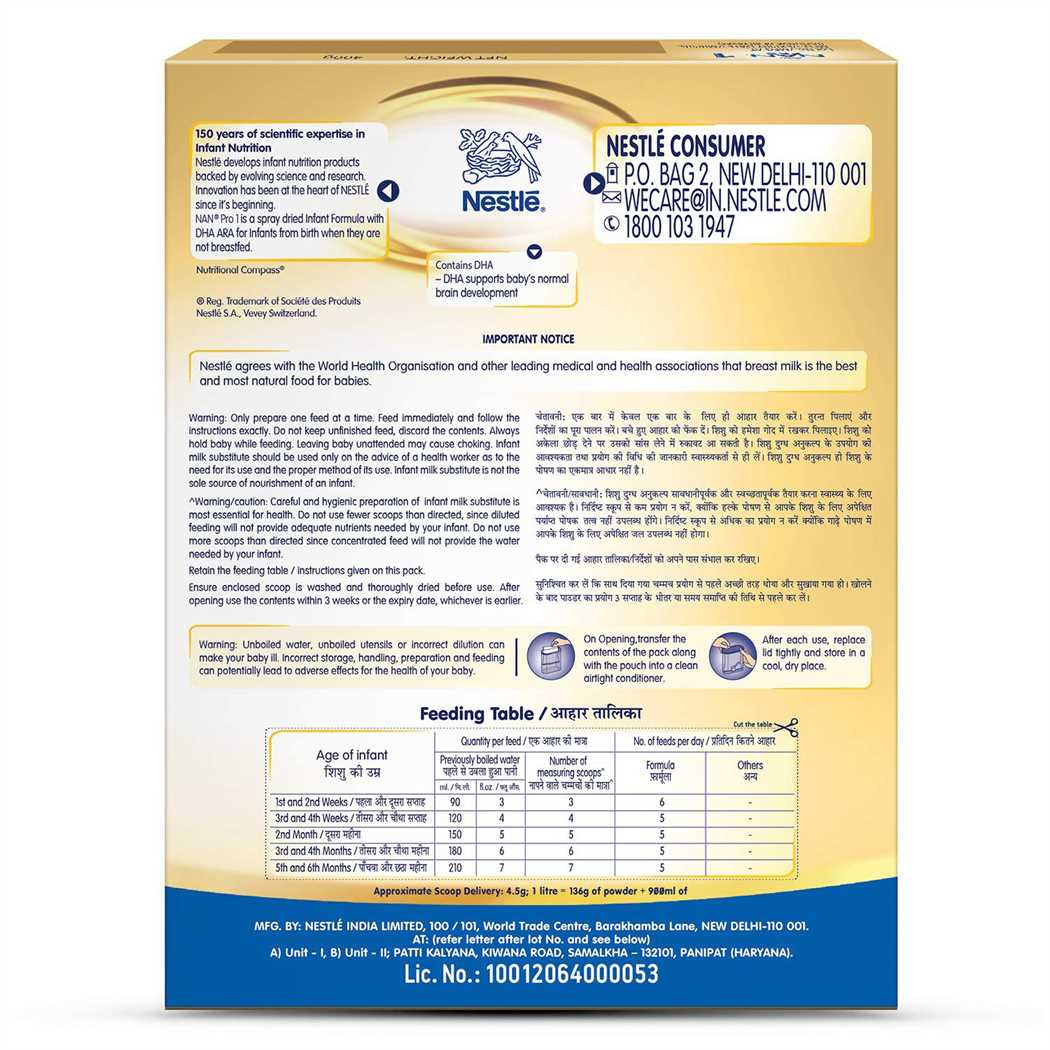 NET WEIGHT: 400g
NAN 1
150 years of scientific expertise in
Infant Nutrition
Nestlé develops infant nutrition products
backed by evolving science and research.
Innovation has been at the heart of NESTLÉ
since it's beginning.
NAN® Pro 1 is a spray dried Infant Formula with
DHA ARA for Infants from birth when they are
not breastfed.
Nutritional Compass®
® Reg. Trademark of Société des Produits
Nestlé S.A., Vevey Switzerland.
Nestlé®
Contains DHA
– DHA supports baby's normal
brain development
NESTLÉ CONSUMER
P.O. BAG 2, NEW DELHI-110 001
WECARE@IN.NESTLE.COM
1800 103 1947
IMPORTANT NOTICE
Nestlé agrees with the World Health Organisation and other leading medical and health associations that breast milk is the best
and most natural food for babies.
Warning: Only prepare one feed at a time. Feed immediately and follow the
instructions exactly. Do not keep unfinished feed, discard the contents. Always
hold baby while feeding. Leaving baby unattended may cause choking. Infant
milk substitute should be used only on the advice of a health worker as to the
need for its use and the proper method of its use. Infant milk substitute is not the
sole source of nourishment of an infant.
^Warning/caution: Careful and hygienic preparation of infant milk substitute is
most essential for health. Do not use fewer scoops than directed, since diluted
feeding will not provide adequate nutrients needed by your infant. Do not use
more scoops than directed since concentrated feed will not provide the water
needed by your infant.
Retain the feeding table / instructions given on this pack.
Ensure enclosed scoop is washed and thoroughly dried before use. After
opening use the contents within 3 weeks or the expiry date, whichever is earlier.
चेतावनी: एक बार में केवल एक बार के लिए ही आहार तैयार करें। तुरन्त पिलाएं और
निर्देशों का पूरा पालन करें। बचे हुए आहार को फेंक दें। शिशु को हमेशा गोद में रखकर पिलाइए। शिशु को
अकेला छोड़ देने पर उसको सांस लेने में रुकावट आ सकती है। शिशु दुग्ध अनुकल्प के उपयोग की
आवश्यकता तथा प्रयोग की विधि की जानकारी स्वास्थ्यकर्ता से ही लें। शिशु दुग्ध अनुकल्प ही शिशु के
पोषण का एकमात्र आधार नहीं है।
^चेतावनी/सावधानी: शिशु दुग्ध अनुकल्प सावधानीपूर्वक और स्वच्छतापूर्वक तैयार करना स्वास्थ्य के लिए
आवश्यक है। निर्दिष्ट स्कूप से कम प्रयोग न करें, क्योंकि हल्के पोषण से आपके शिशु के लिए अपेक्षित
पर्याप्त पोषक तत्व नहीं उपलब्ध होंगे। निर्दिष्ट स्कूप से अधिक का प्रयोग न करें क्योंकि गाढ़े पोषण में
आपके शिशु के लिए अपेक्षित जल उपलब्ध नहीं होगा।
पैक पर दी गई आहार तालिका/निर्देशों को अपने पास संभाल कर रखिए।
सुनिश्चित कर लें कि साथ दिया गया चम्मच प्रयोग से पहले अच्छी तरह धोया और सुखाया गया हो। खोलने
के बाद पाउडर का प्रयोग 3 सप्ताह के भीतर या समय समाप्ति की तिथि से पहले कर लें।
Warning: Unboiled water, unboiled utensils or incorrect dilution can
make your baby ill. Incorrect storage, handling, preparation and feeding
can potentially lead to adverse effects for the health of your baby.
On Opening,transfer the
contents of the pack along
with the pouch into a clean
airtight conditioner.
After each use, replace
lid tightly and store in a
cool, dry place.
Feeding Table / आहार तालिका
Cut the table
Age of infant
शिशु की उम्र
Quantity per feed / एक आहार की मात्रा
No. of feeds per day / प्रतिदिन कितने आहार
Previously boiled water
पहले से उबला हुआ पानी
Number of
measuring scoops^
नापने वाले चम्मचों की मात्रा^
Formula
फ़ार्मूला
Others
अन्य
ml. / मि.ली. fl.oz. / फ्लु औंस.
1st and 2nd Weeks / पहला और दूसरा सप्ताह 90 3 3 6 -
3rd and 4th Weeks / तीसरा और चौथा सप्ताह 120 4 4 5 -
2nd Month / दूसरा महीना 150 5 5 5 -
3rd and 4th Months / तीसरा और चौथा महीना 180 6 6 5 -
5th and 6th Months / पाँचवा और छठा महीना 210 7 7 5 -
Approximate Scoop Delivery: 4.5g; 1 litre = 136g of powder + 900ml of
MFG. BY: NESTLÉ INDIA LIMITED, 100 / 101, World Trade Centre, Barakhamba Lane, NEW DELHI-110 001.
AT: (refer letter after lot No. and see below)
A) Unit - I, B) Unit - II; PATTI KALYANA, KIWANA ROAD, SAMALKHA – 132101, PANIPAT (HARYANA).
Lic. No.: 10012064000053